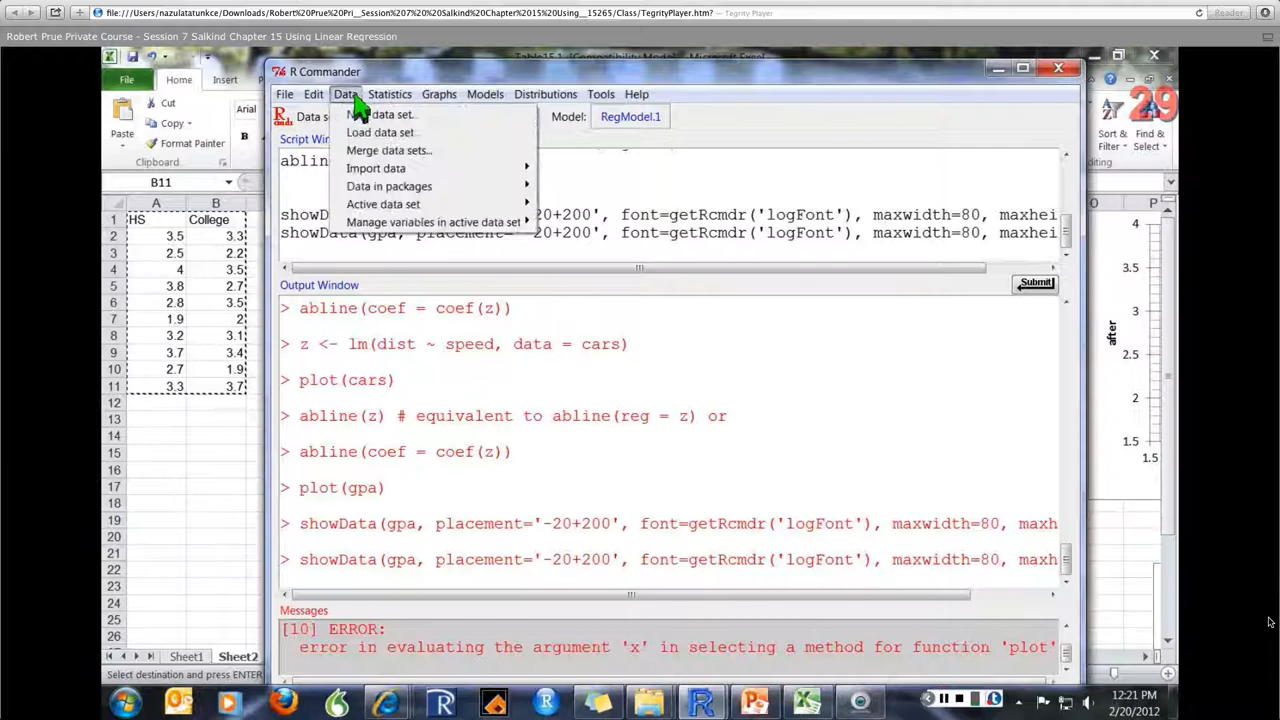 file:///Users/nazulatatunkce/Downloads/Robert%20Prue%20Pri__Session%207%20%20Salkind%20Chapter%2015%20Using__15265/Class/TegrityPlayer.htm?
Reader
Robert Prue Private Course - Session 7 Salkind Chapter 15 Using Linear Regression
R Commander
File Home Insert
File Edit Data Statistics Graphs Models Distributions Tools Help
Cut
Copy
Format Painter
Paste
Clipboard
Arial
B
B11
data set...
Load data set...
Merge data sets...
Import data
Data in packages
Active data set
Manage variables in active data set
Model: RegModel.1
Sort & Filter
Find & Select
29
Script Win
ablin
showD -20+200', font=getRcmdr('logFont'), maxwidth=80, maxhei
showData(gpa, placement='-20+200', font=getRcmdr('logFont'), maxwidth=80, maxhei
Output Window
Submit
> abline(coef = coef(z))
> z <- lm(dist ~ speed, data = cars)
> plot(cars)
> abline(z) # equivalent to abline(reg = z) or
> abline(coef = coef(z))
> plot(gpa)
> showData(gpa, placement='-20+200', font=getRcmdr('logFont'), maxwidth=80, maxh
> showData(gpa, placement='-20+200', font=getRcmdr('logFont'), maxwidth=80, maxh
Messages
[10] ERROR:
error in evaluating the argument 'x' in selecting a method for function 'plot'
A B
1 HS College
2 3.5 3.3
3 2.5 2.2
4 4 3.5
5 3.8 2.7
6 2.8 3.5
7 1.9 2
8 3.2 3.1
9 3.7 3.4
10 2.7 1.9
11 3.3 3.7
12
13
14
15
16
17
18
19
20
21
22
23
24
25
26
Sheet1 Sheet2
Select destination and press ENTER
O P
4
3.5
3
2.5
2
1.5
1.5
after
12:21 PM
2/20/2012